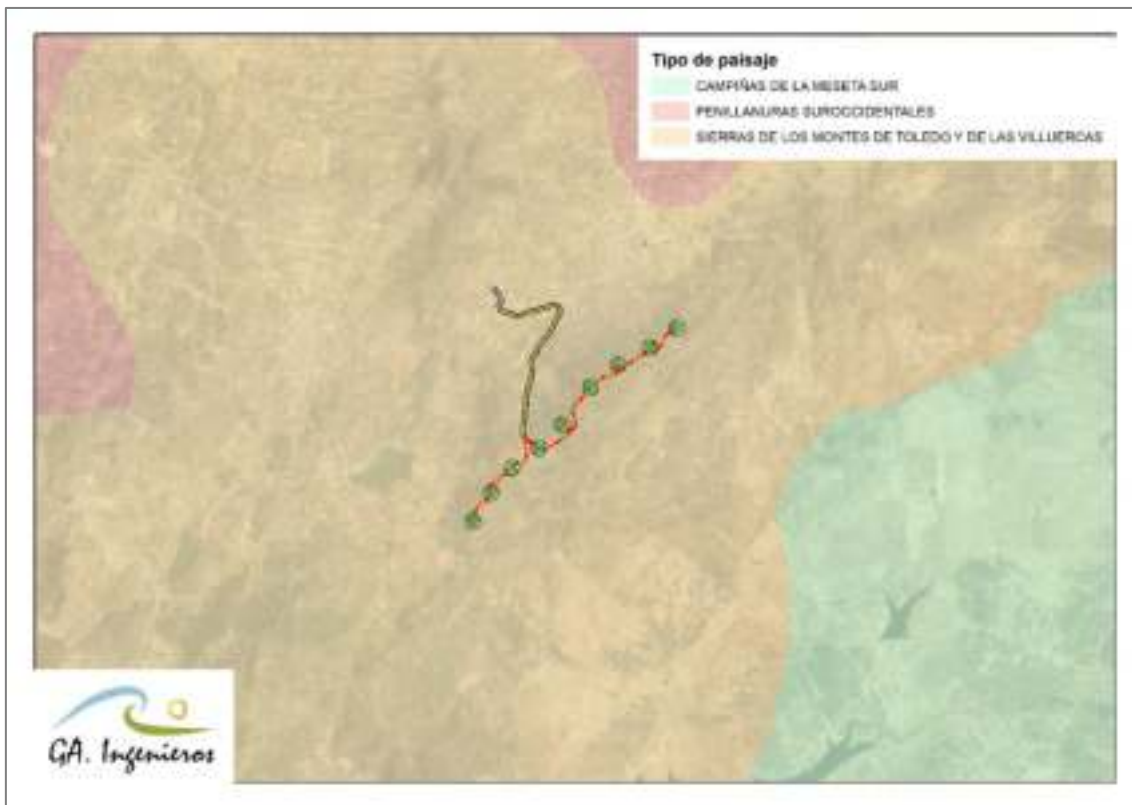 Tipo de paisaje
CAMPIÑAS DE LA MESETA SUR
PENILLANURAS SUROCCIDENTALES
SIERRAS DE LOS MONTES DE TOLEDO Y DE LAS VILLUERCAS
GA. Ingenieros